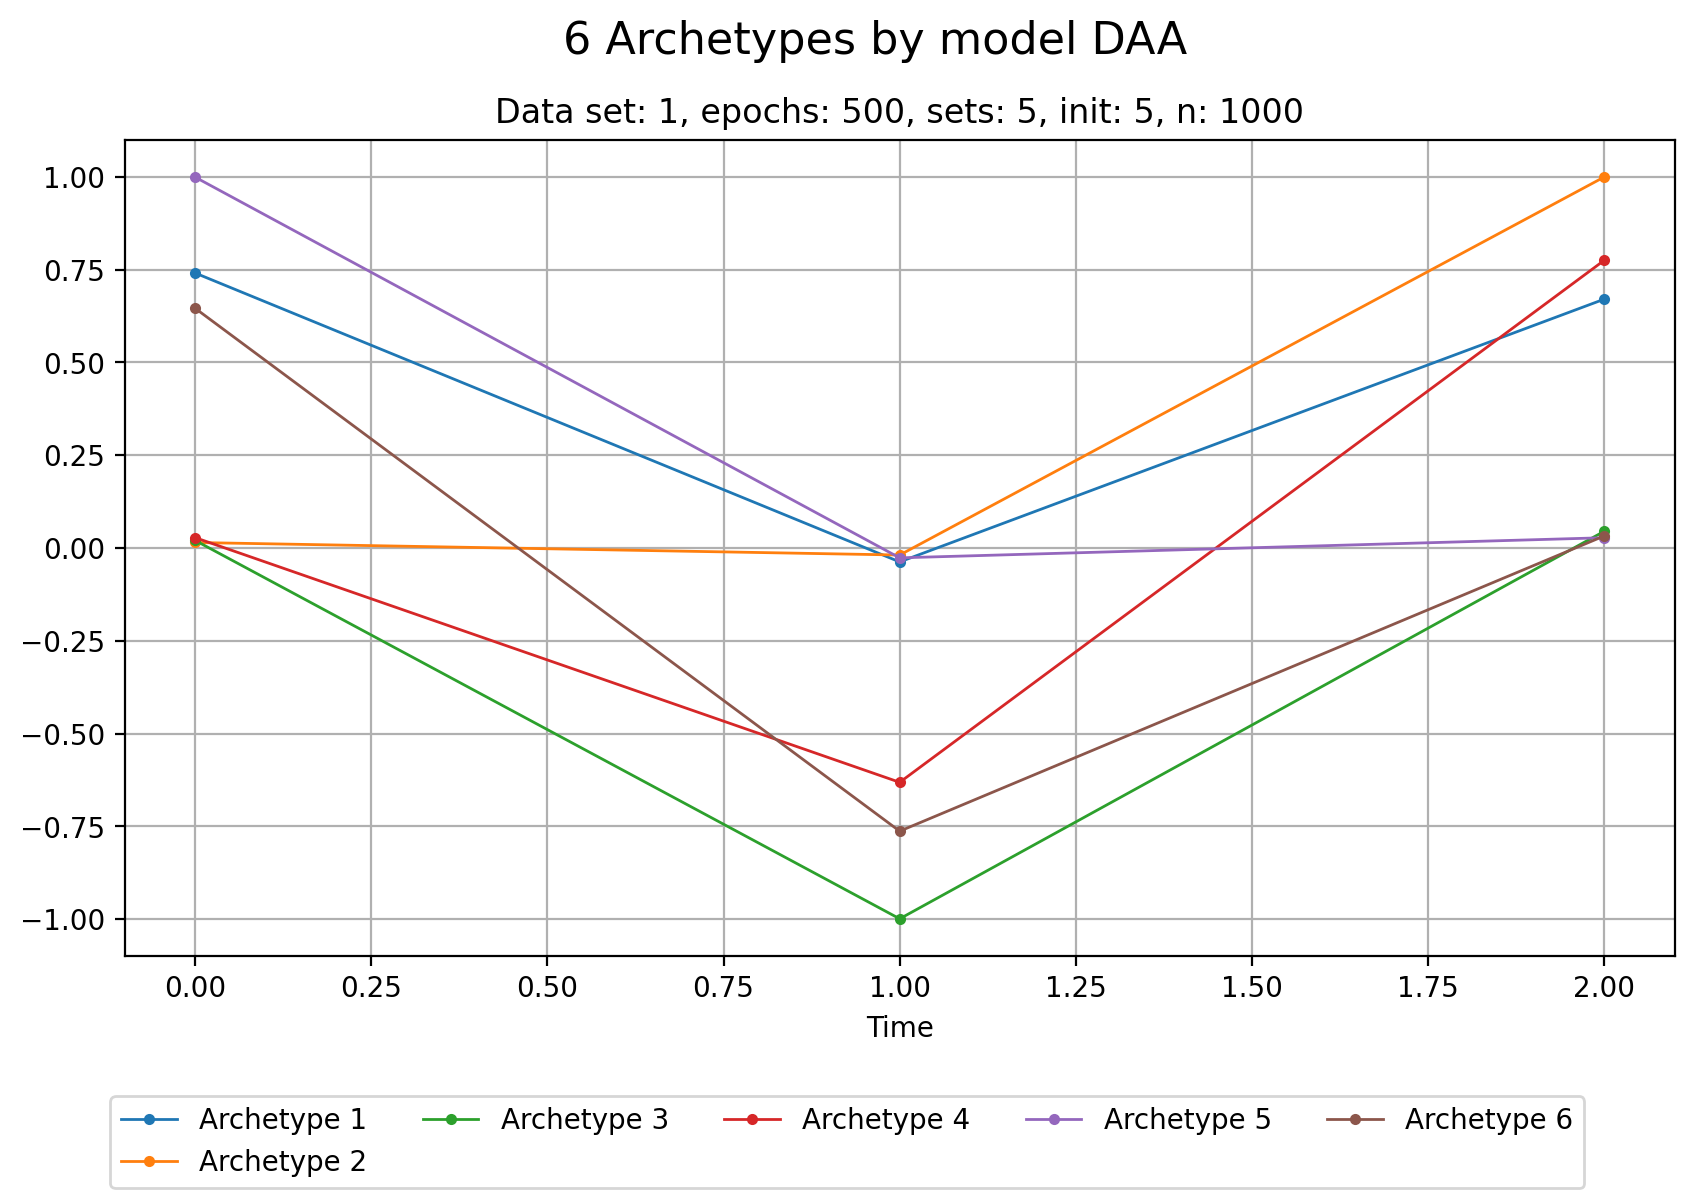 6 Archetypes by model DAA
Data set: 1, epochs: 500, sets: 5, init: 5, n: 1000
1.00
0.75
0.50
0.25
0.00
−0.25
−0.50
−0.75
−1.00
0.00 0.25 0.50 0.75 1.00 1.25 1.50 1.75 2.00
Time
Archetype 1 Archetype 3 Archetype 4 Archetype 5 Archetype 6
Archetype 2